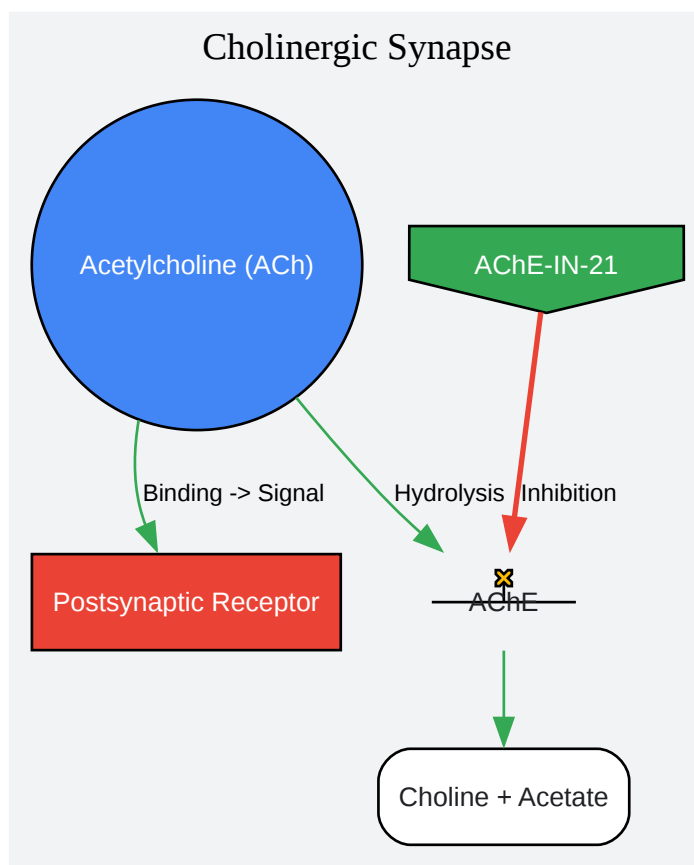 Cholinergic Synapse
Acetylcholine (ACh)
AChE-IN-21
Binding -> Signal
Hydrolysis
Inhibition
Postsynaptic Receptor
AChE
Choline + Acetate